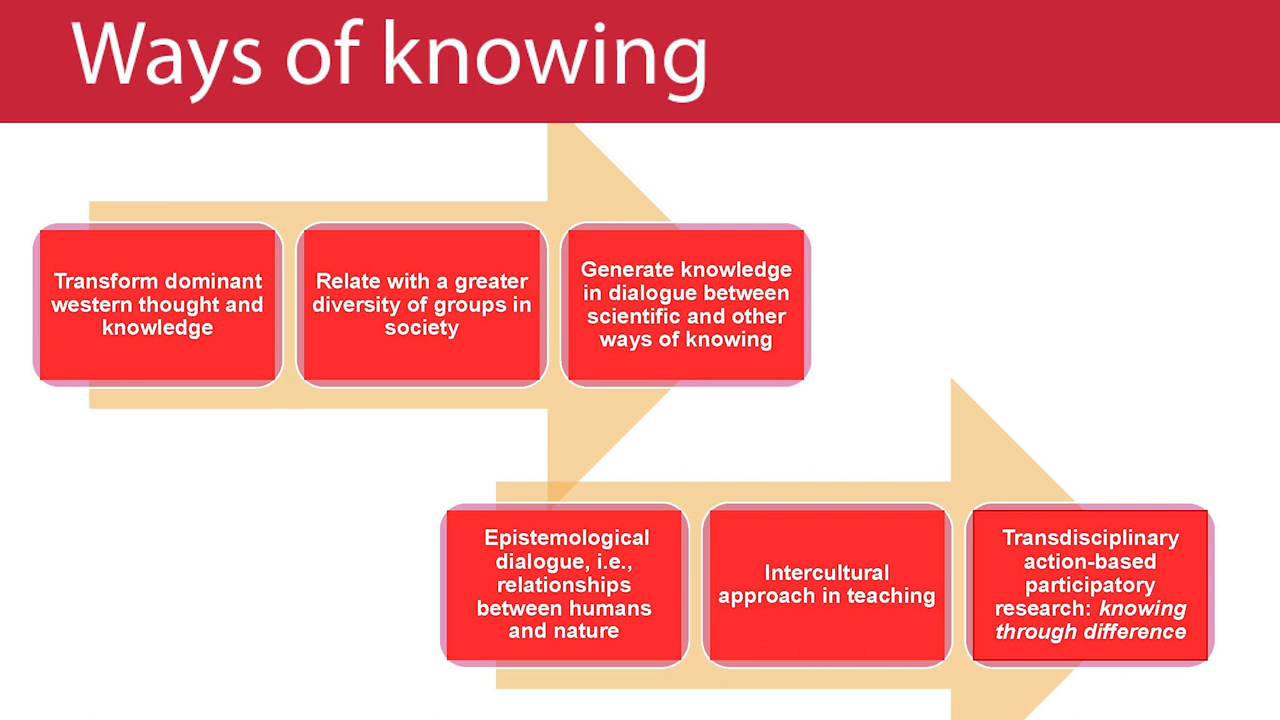 Ways of knowing
Transform dominant
western thought and
knowledge
Relate with a greater
diversity of groups in
society
Generate knowledge
in dialogue between
scientific and other
ways of knowing
Epistemological
dialogue, i.e.,
relationships
between humans
and nature
Intercultural
approach in teaching
Transdisciplinary
action-based
participatory
research: knowing
through difference